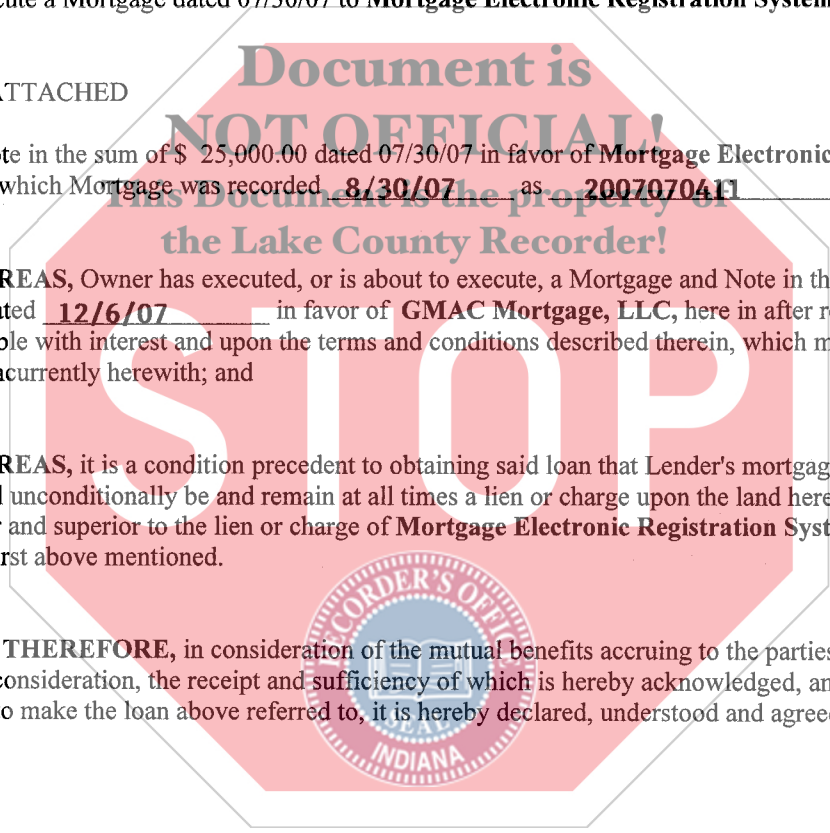 cute a Mortgage dated 07/30/07 to Mortgage Electronic Registration System
Document is
ATTACHED
NOT OFFICIAL!
te in the sum of $ 25,000.00 dated 07/30/07 in favor of Mortgage Electronic
which Mortgage was recorded 8/30/07 as 2007070411
This Document is the property of
the Lake County Recorder!
REAS, Owner has executed, or is about to execute, a Mortgage and Note in th
ted 12/6/07 in favor of GMAC Mortgage, LLC, here in after r
ble with interest and upon the terms and conditions described therein, which m
ncurrently herewith; and
STOP
REAS, it is a condition precedent to obtaining said loan that Lender's mortgag
unconditionally be and remain at all times a lien or charge upon the land here
and superior to the lien or charge of Mortgage Electronic Registration Syst
rst above mentioned.
RECORDER'S OFFICE
THEREFORE, in consideration of the mutual benefits accruing to the parties
consideration, the receipt and sufficiency of which is hereby acknowledged, an
o make the loan above referred to, it is hereby declared, understood and agree
SEAL
INDIANA